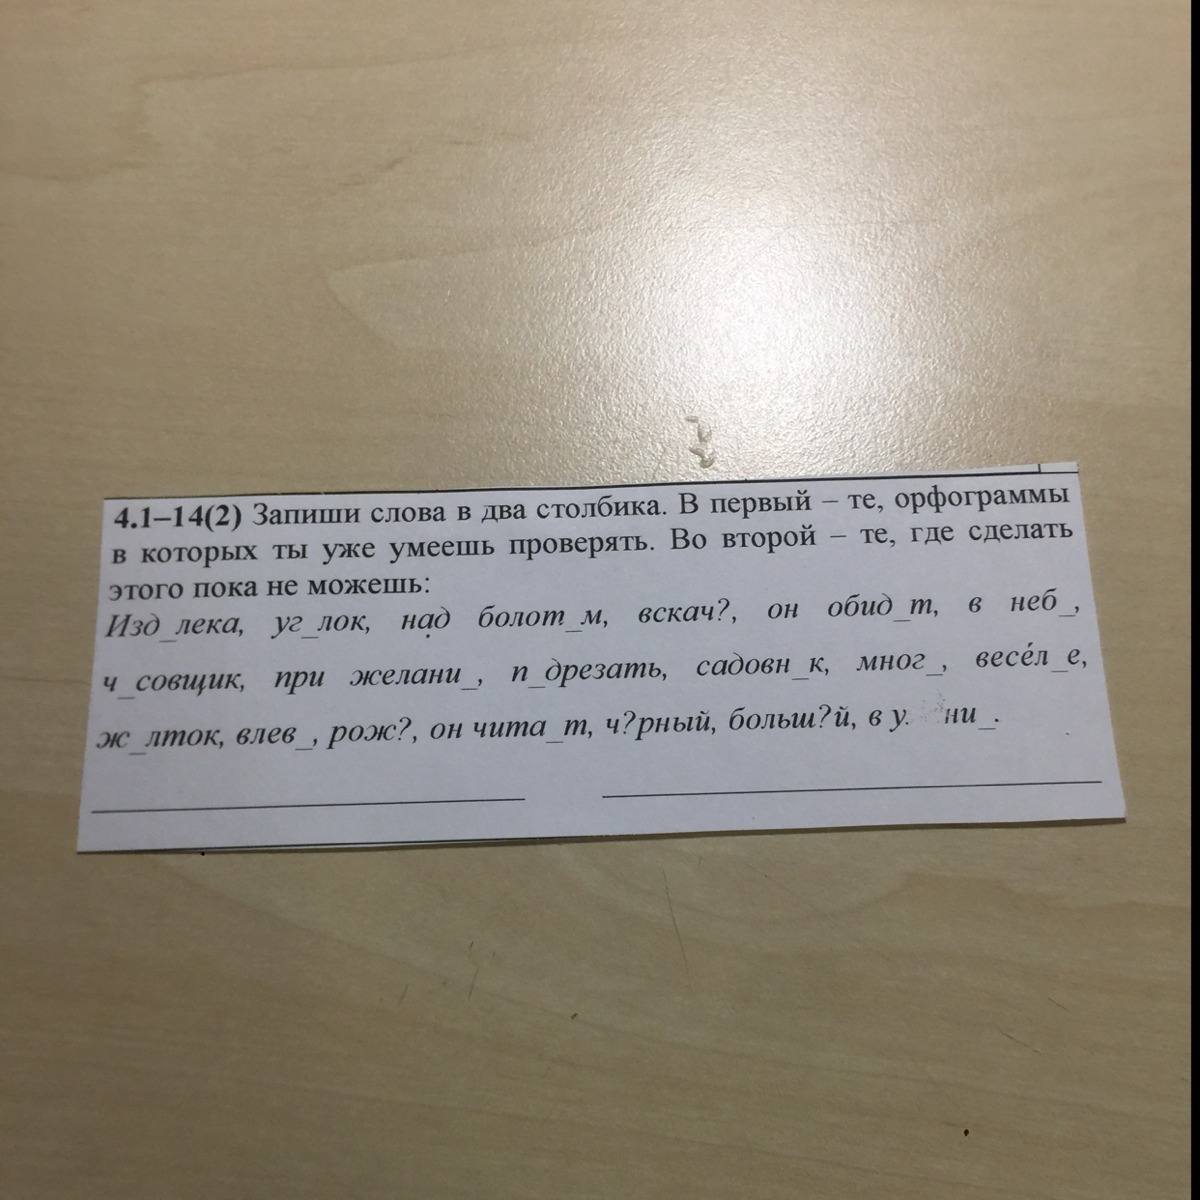 4.1–14(2) Запиши слова в два столбика. В первый – те, орфограммы
в которых ты уже умеешь проверять. Во второй – те, где сделать
этого пока не можешь:
Изд_лека, уг_лок, над болот_м, вскач?, он обид_т, в неб_,
ч_совщик, при желани_, п_дрезать, садовн_к, мног_, весе́л_е,
ж_лток, влев_, рож?, он чита_т, ч?рный, больш?й, в